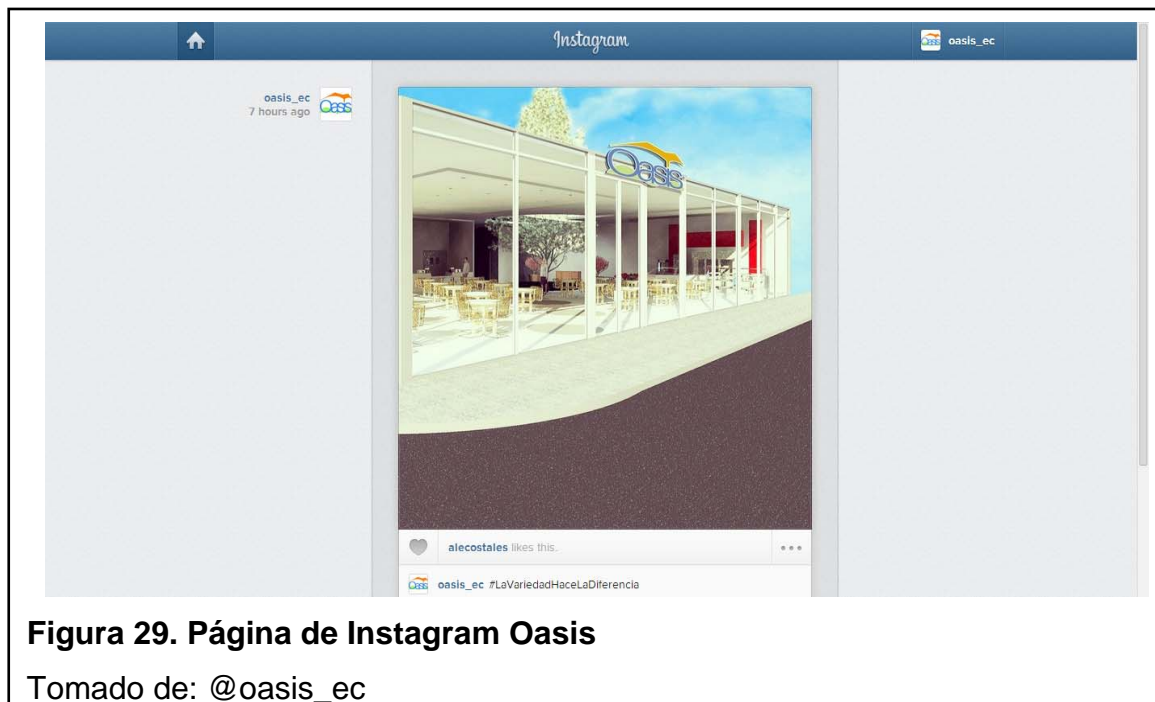 Instagram
oasis_ec
oasis_ec
7 hours ago
Oasis
Oasis
alecostales likes this.
oasis_ec #LaVariedadHaceLaDiferencia
Figura 29. Página de Instagram Oasis
Tomado de: @oasis_ec